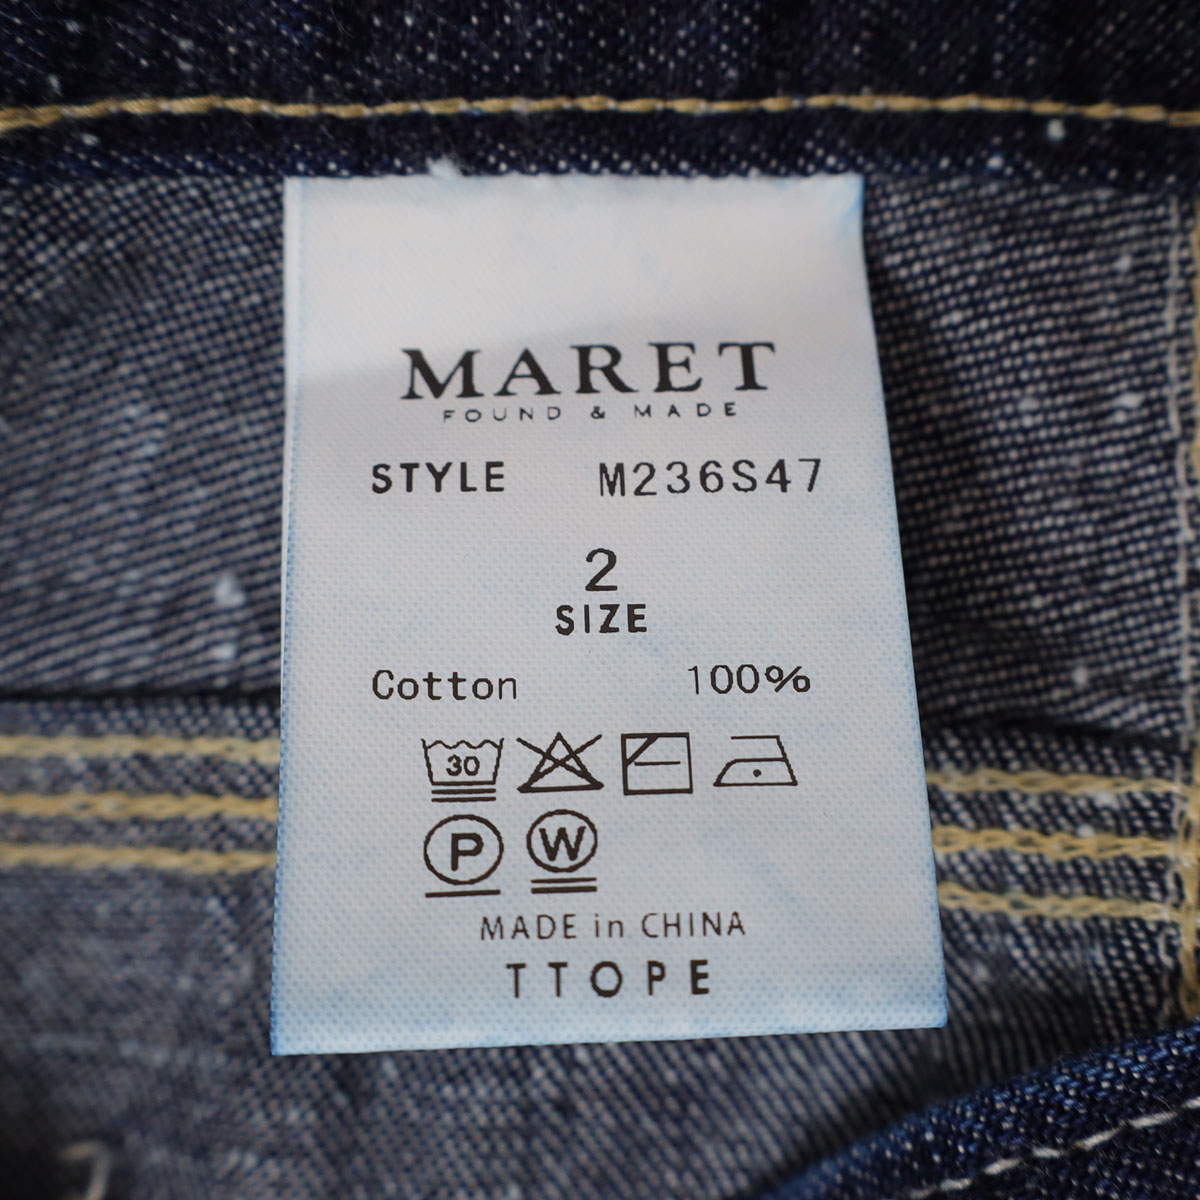 MARET
FOUND & MADE
STYLE M236S47
2
SIZE
Cotton 100%
30
P W
MADE in CHINA
TTOPE